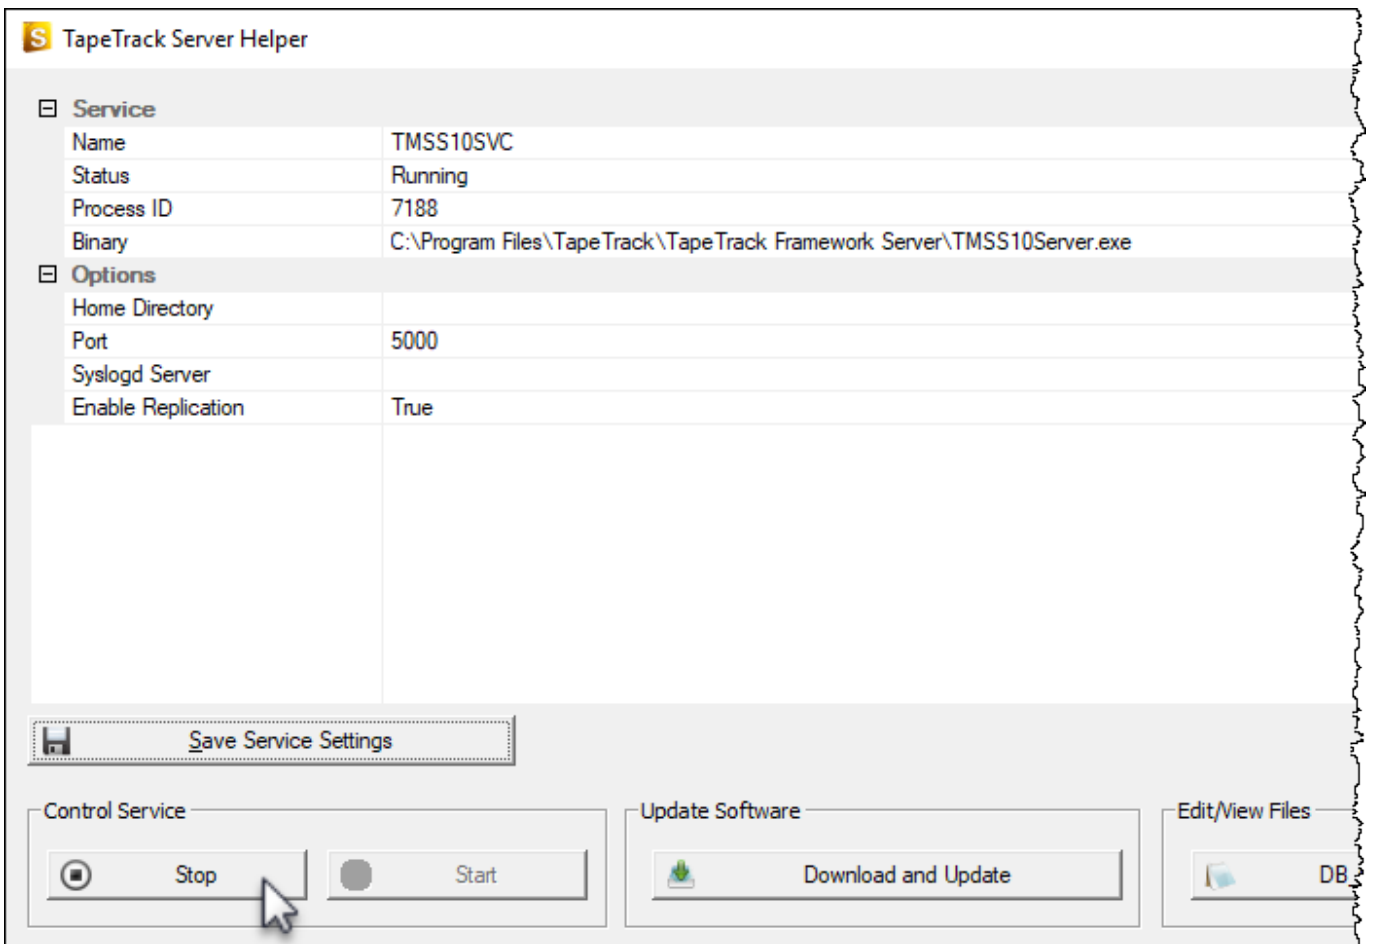 S TapeTrack Server Helper
Service
Name TMSS10SVC
Status Running
Process ID 7188
Binary C:\Program Files\TapeTrack\TapeTrack Framework Server\TMSS10Server.exe
Options
Home Directory
Port 5000
Syslogd Server
Enable Replication True
Save Service Settings
Control Service Update Software Edit/View Files
Stop Start Download and Update DB